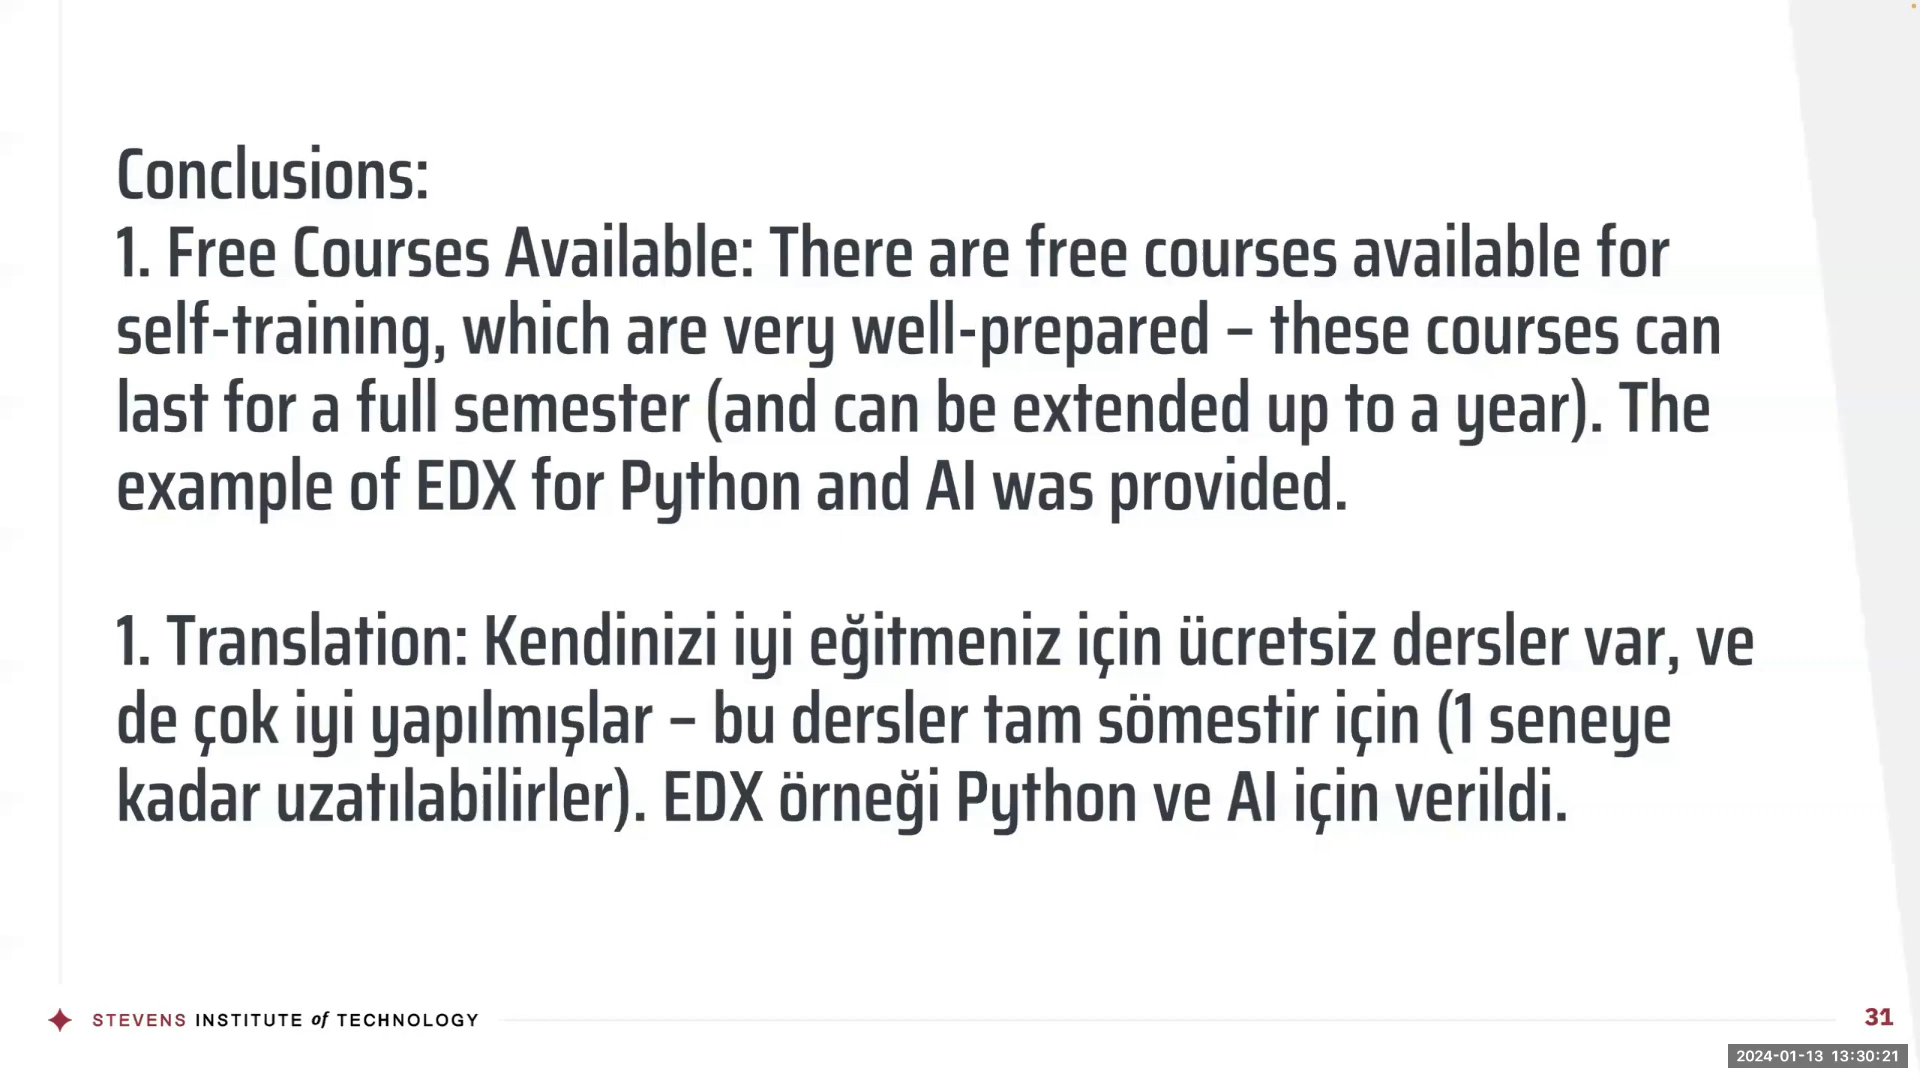 Conclusions:
1. Free Courses Available: There are free courses available for
self-training, which are very well-prepared – these courses can
last for a full semester (and can be extended up to a year). The
example of EDX for Python and AI was provided.
1. Translation: Kendinizi iyi eğitmeniz için ücretsiz dersler var, ve
de çok iyi yapılmışlar – bu dersler tam sömestir için (1 seneye
kadar uzatılabilirler). EDX örneği Python ve AI için verildi.
STEVENS INSTITUTE of TECHNOLOGY
31
2024-01-13 13:30:21